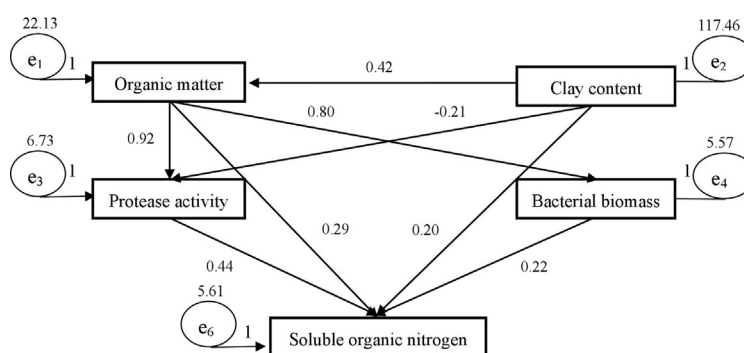 22.13
117.46
e1
1
Organic matter
0.42
Clay content
1
e2
0.92
0.80
-0.21
6.73
5.57
e3
1
Protease activity
Bacterial biomass
1
e4
0.44
0.29
0.20
0.22
5.61
e6
1
Soluble organic nitrogen